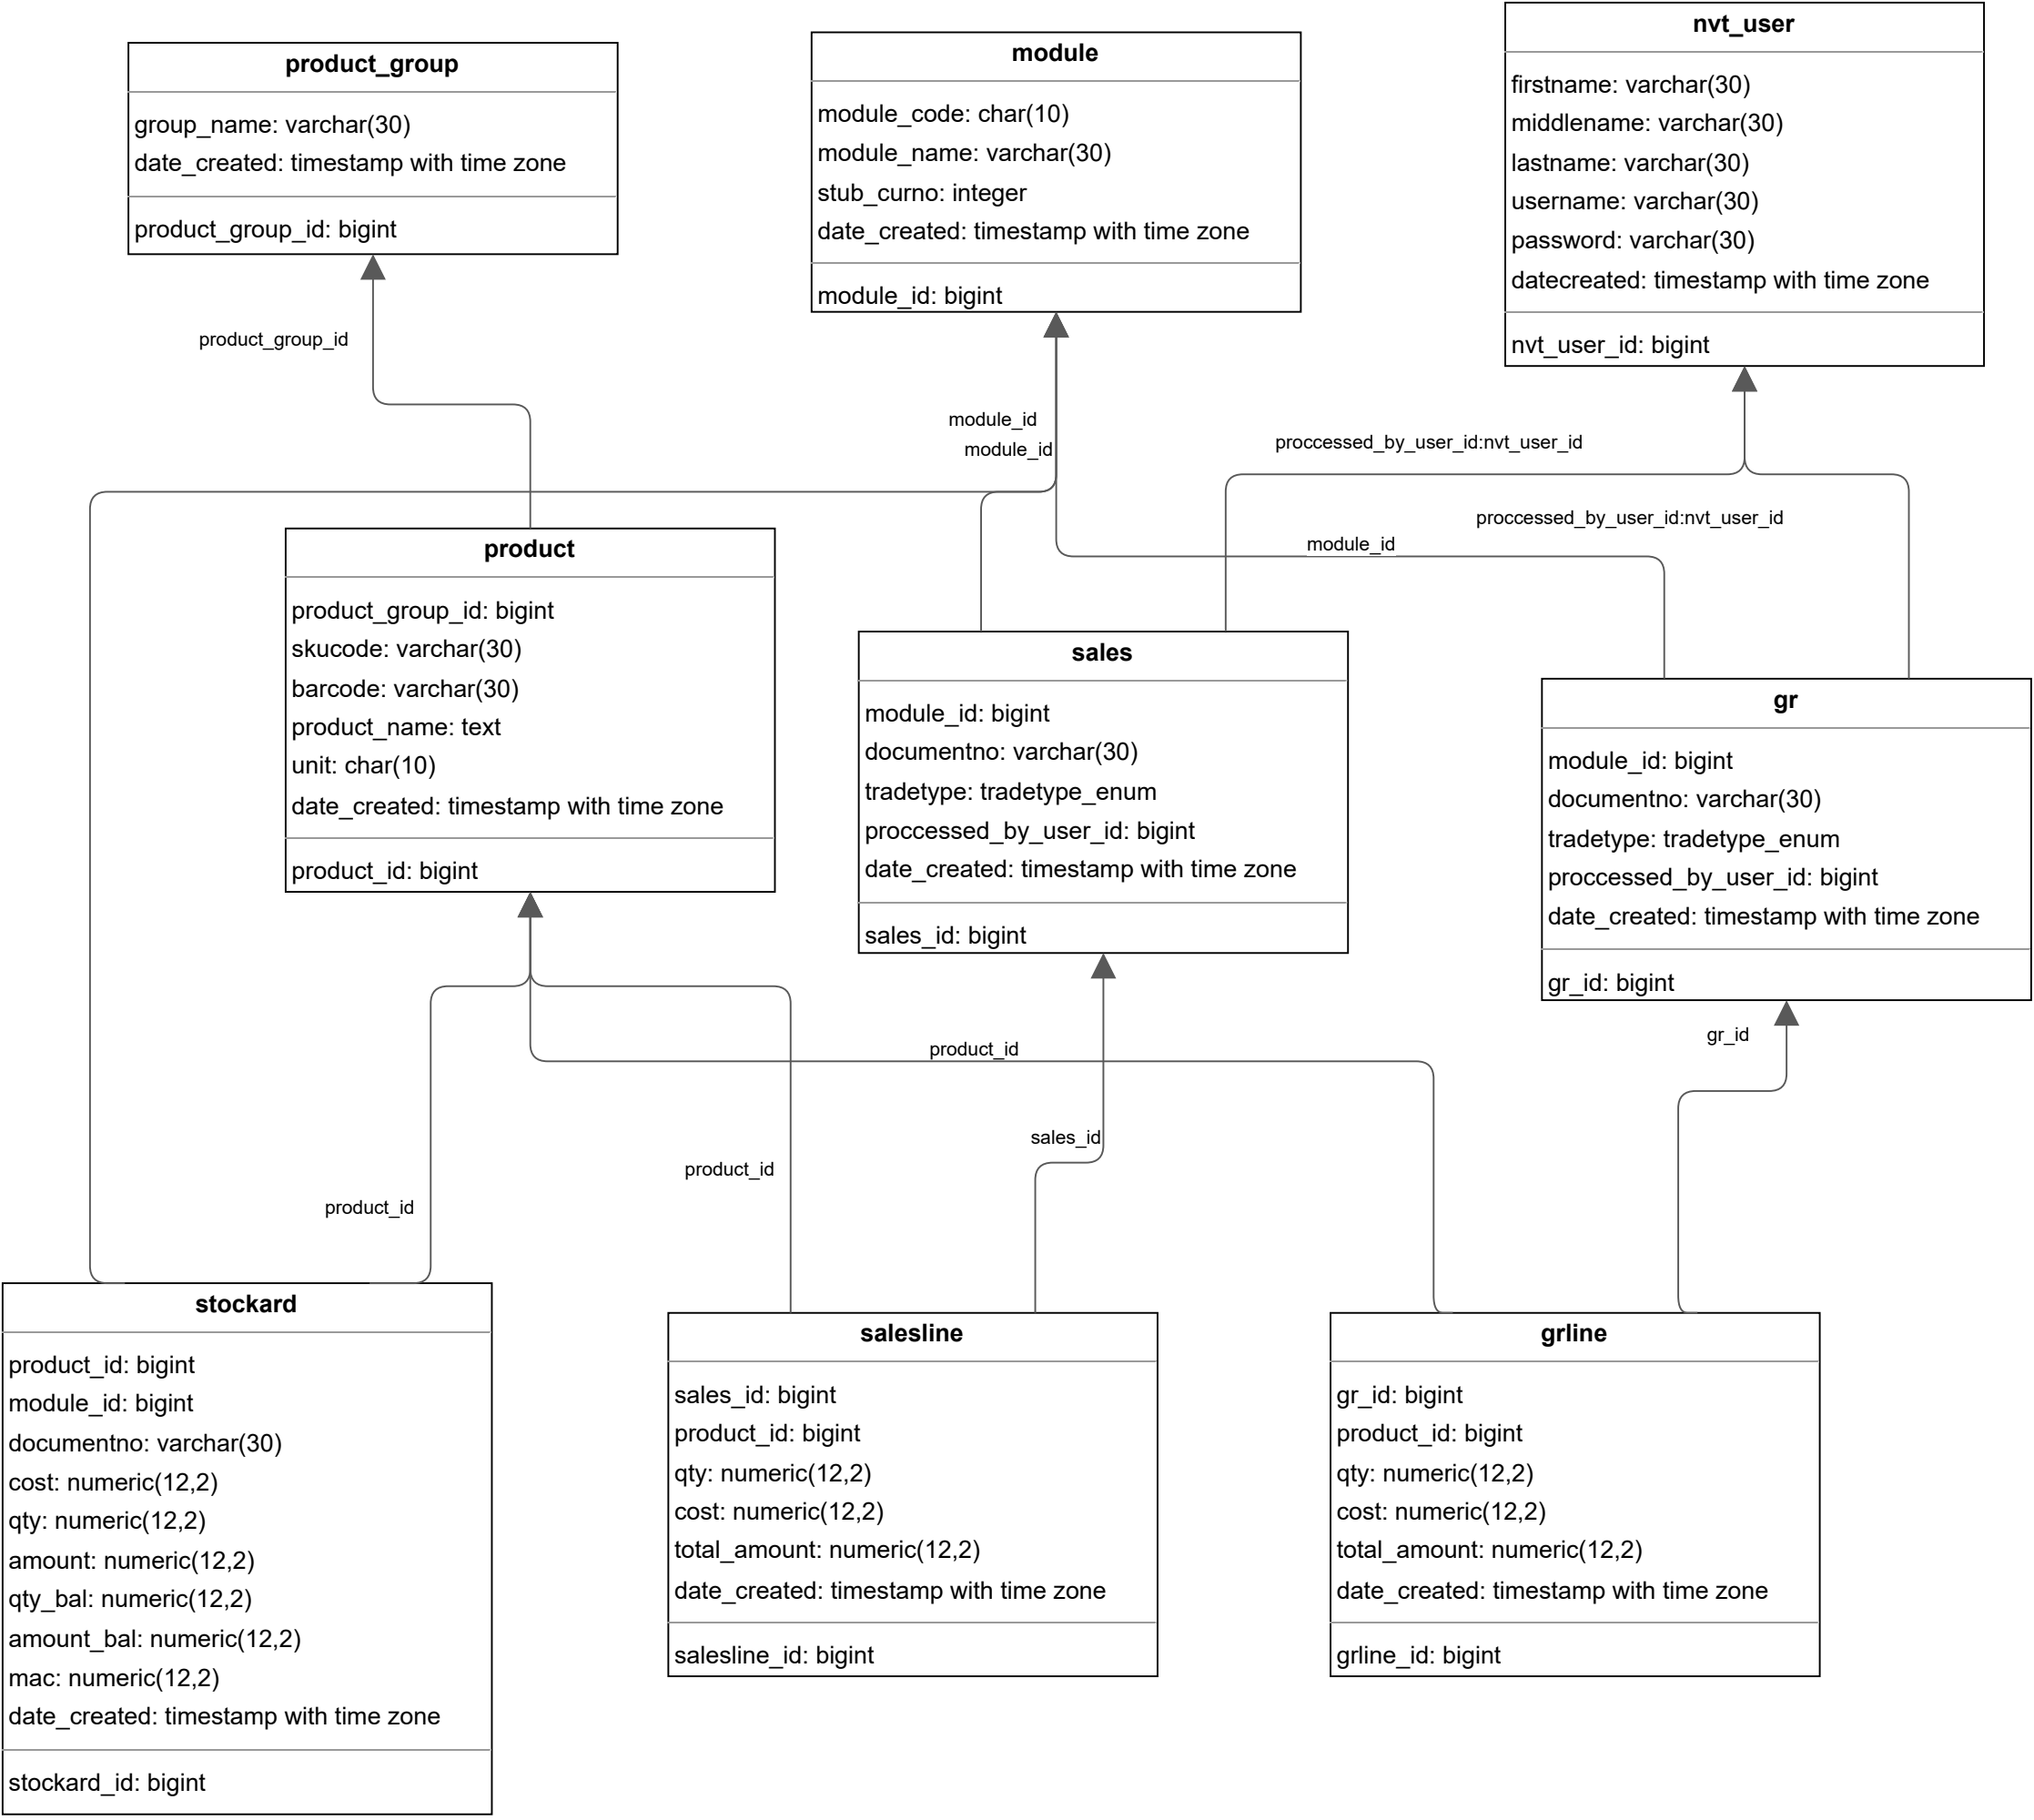 product_group
group_name: varchar(30)
date_created: timestamp with time zone
product_group_id: bigint
module
module_code: char(10)
module_name: varchar(30)
stub_curno: integer
date_created: timestamp with time zone
module_id: bigint
nvt_user
firstname: varchar(30)
middlename: varchar(30)
lastname: varchar(30)
username: varchar(30)
password: varchar(30)
datecreated: timestamp with time zone
nvt_user_id: bigint
product_group_id
module_id
module_id
proccessed_by_user_id:nvt_user_id
proccessed_by_user_id:nvt_user_id
module_id
product
product_group_id: bigint
skucode: varchar(30)
barcode: varchar(30)
product_name: text
unit: char(10)
date_created: timestamp with time zone
product_id: bigint
sales
module_id: bigint
documentno: varchar(30)
tradetype: tradetype_enum
proccessed_by_user_id: bigint
date_created: timestamp with time zone
sales_id: bigint
gr
module_id: bigint
documentno: varchar(30)
tradetype: tradetype_enum
proccessed_by_user_id: bigint
date_created: timestamp with time zone
gr_id: bigint
gr_id
product_id
sales_id
product_id
product_id
stockard
product_id: bigint
module_id: bigint
documentno: varchar(30)
cost: numeric(12,2)
qty: numeric(12,2)
amount: numeric(12,2)
qty_bal: numeric(12,2)
amount_bal: numeric(12,2)
mac: numeric(12,2)
date_created: timestamp with time zone
stockard_id: bigint
salesline
sales_id: bigint
product_id: bigint
qty: numeric(12,2)
cost: numeric(12,2)
total_amount: numeric(12,2)
date_created: timestamp with time zone
salesline_id: bigint
grline
gr_id: bigint
product_id: bigint
qty: numeric(12,2)
cost: numeric(12,2)
total_amount: numeric(12,2)
date_created: timestamp with time zone
grline_id: bigint